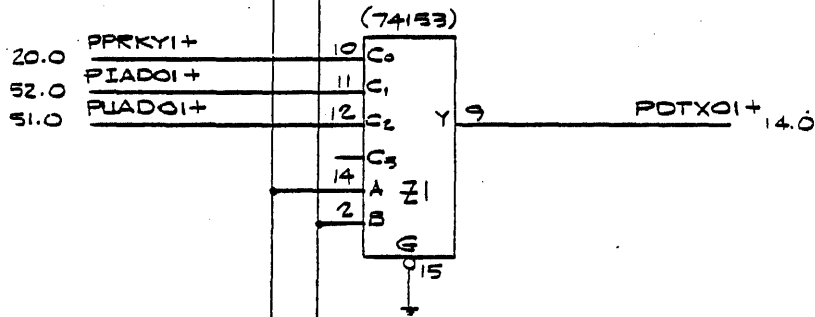 (74153)
20.0 PPRKY1+ 10 C0
52.0 PIAD01+ 11 C1
51.0 PUAD01+ 12 C2
Y 9 PDTX01+ 14.0
C3
14 A Z1
2 B
G
15